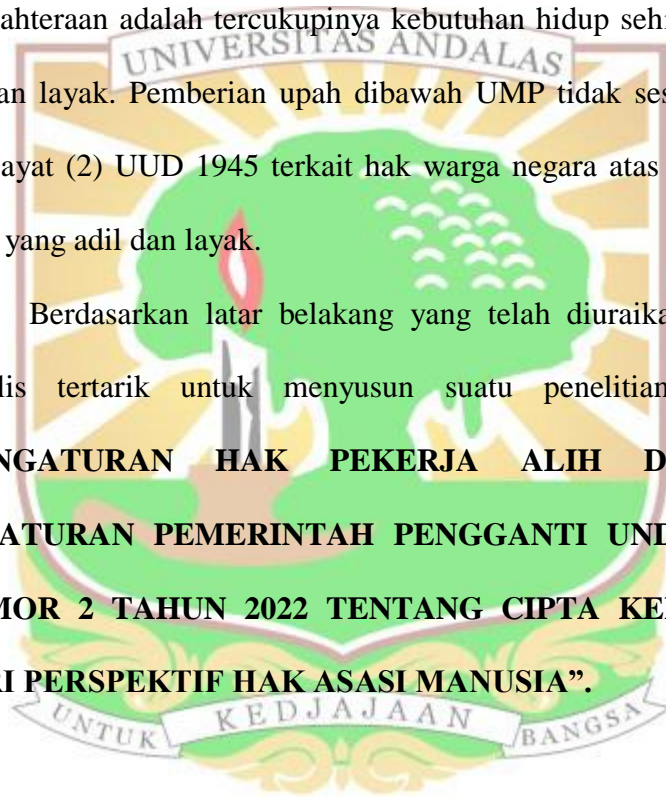 ahteraan adalah tercukupinya kebutuhan hidup seh
UNIVERSITAS ANDALAS
an layak. Pemberian upah dibawah UMP tidak ses
ayat (2) UUD 1945 terkait hak warga negara atas
yang adil dan layak.
Berdasarkan latar belakang yang telah diuraika
lis tertarik untuk menyusun suatu penelitian
NGATURAN HAK PEKERJA ALIH D
ATURAN PEMERINTAH PENGGANTI UND
MOR 2 TAHUN 2022 TENTANG CIPTA KE
RI PERSPEKTIF HAK ASASI MANUSIA”.
UNTUK KEDJAJAAN BANGSA